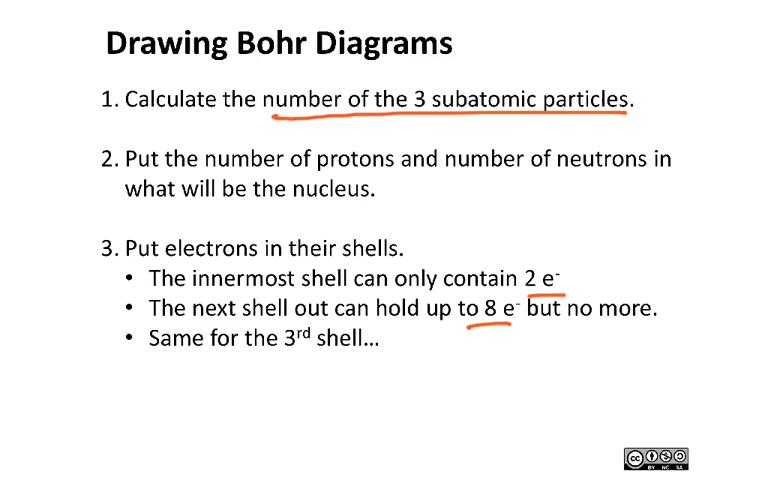 Drawing Bohr Diagrams
1. Calculate the number of the 3 subatomic particles.
2. Put the number of protons and number of neutrons in
what will be the nucleus.
3. Put electrons in their shells.
• The innermost shell can only contain 2 e⁻
• The next shell out can hold up to 8 e⁻ but no more.
• Same for the 3ʳᵈ shell…
cc
BY NC SA